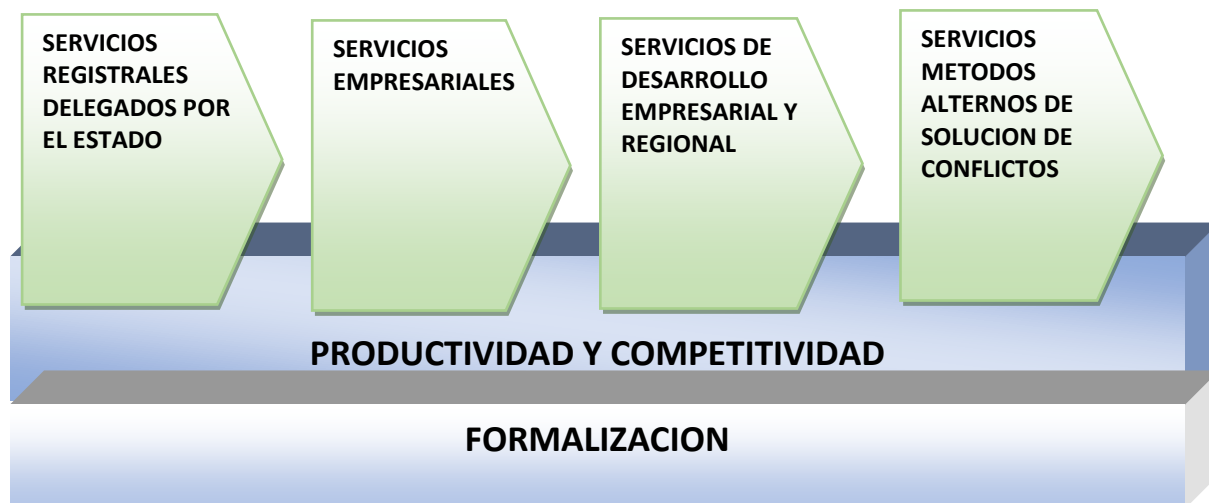 SERVICIOS
REGISTRALES
DELEGADOS POR
EL ESTADO
SERVICIOS
EMPRESARIALES
SERVICIOS DE
DESARROLLO
EMPRESARIAL Y
REGIONAL
SERVICIOS
METODOS
ALTERNOS DE
SOLUCION DE
CONFLICTOS
PRODUCTIVIDAD Y COMPETITIVIDAD
FORMALIZACION